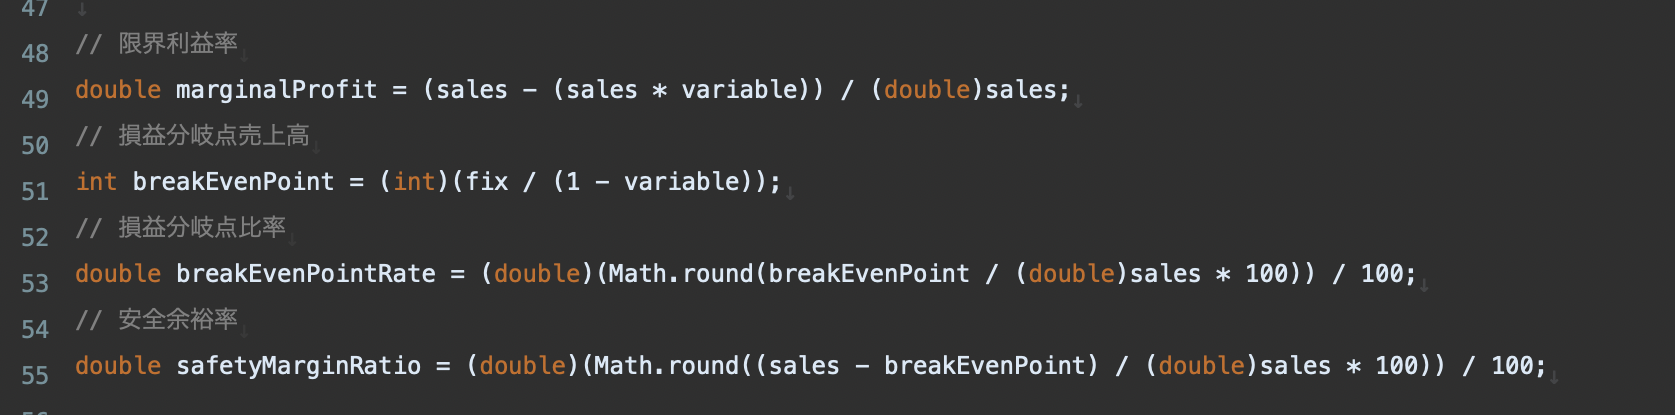 47
48 // 限界利益率
49 double marginalProfit = (sales - (sales * variable)) / (double)sales;
50 // 損益分岐点売上高
51 int breakEvenPoint = (int)(fix / (1 - variable));
52 // 損益分岐点比率
53 double breakEvenPointRate = (double)(Math.round(breakEvenPoint / (double)sales * 100)) / 100;
54 // 安全余裕率
55 double safetyMarginRatio = (double)(Math.round((sales - breakEvenPoint) / (double)sales * 100)) / 100;